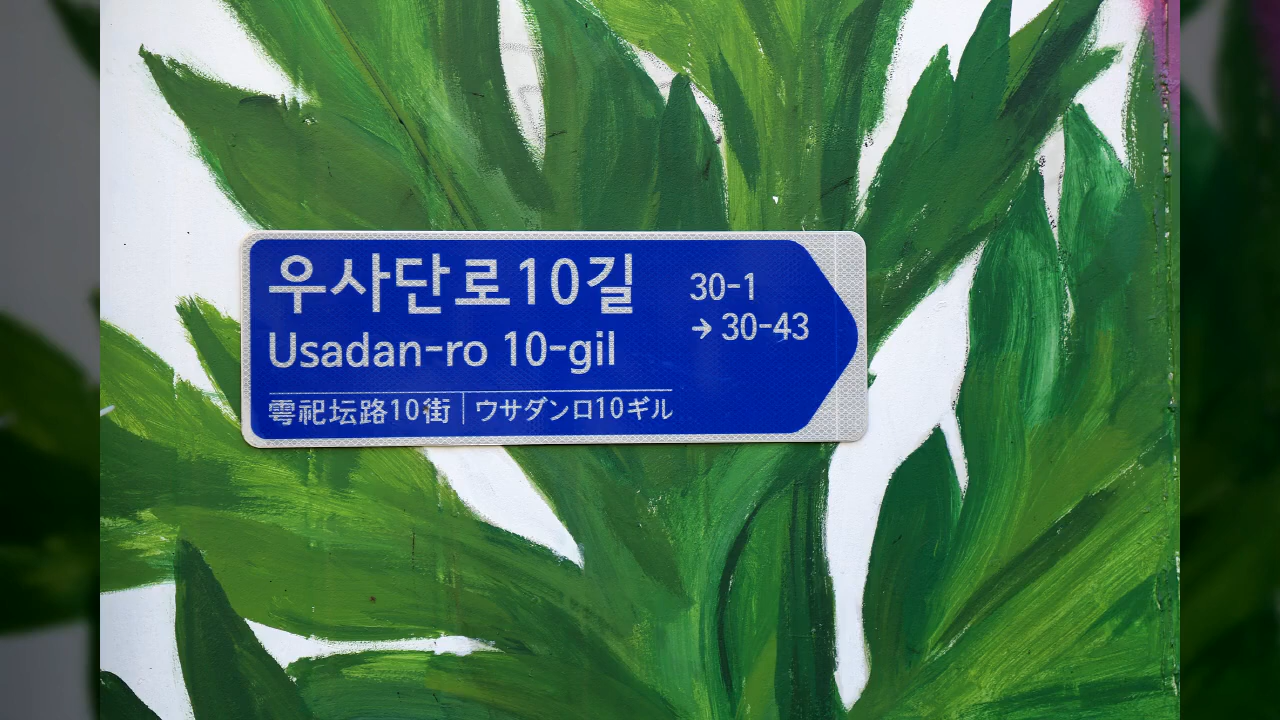 우사단로10길
Usadan-ro 10-gil
雩祀坛路10街 | ウサダンロ10ギル
30-1
→ 30-43